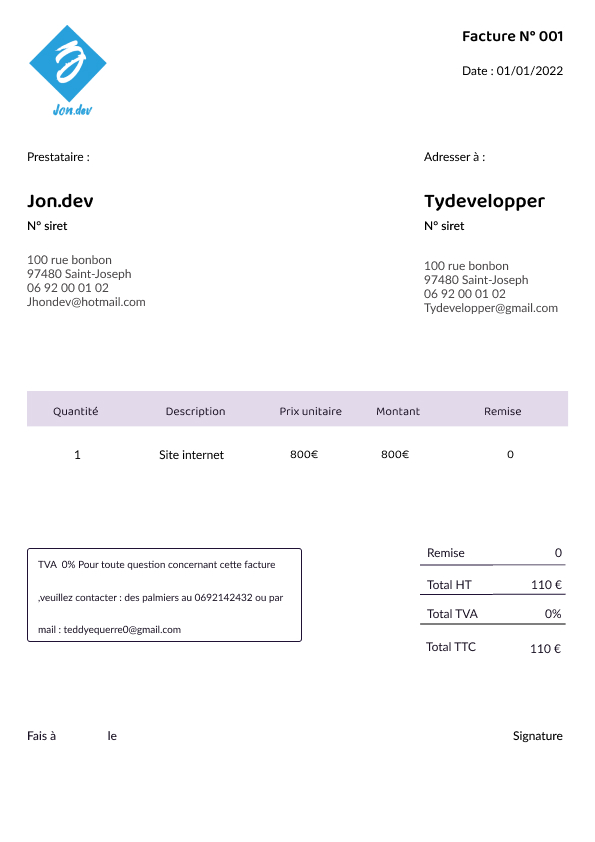 Jon.dev
Facture N° 001
Date : 01/01/2022
Prestataire :
Jon.dev
N° siret
100 rue bonbon
97480 Saint-Joseph
06 92 00 01 02
Jhondev@hotmail.com
Adresser à :
Tydevelopper
N° siret
100 rue bonbon
97480 Saint-Joseph
06 92 00 01 02
Tydevelopper@gmail.com
Quantité Description Prix unitaire Montant Remise
1 Site internet 800€ 800€ 0
TVA 0% Pour toute question concernant cette facture
,veuillez contacter : des palmiers au 0692142432 ou par
mail : teddyequerre0@gmail.com
Remise 0
Total HT 110 €
Total TVA 0%
Total TTC 110 €
Fais à le Signature